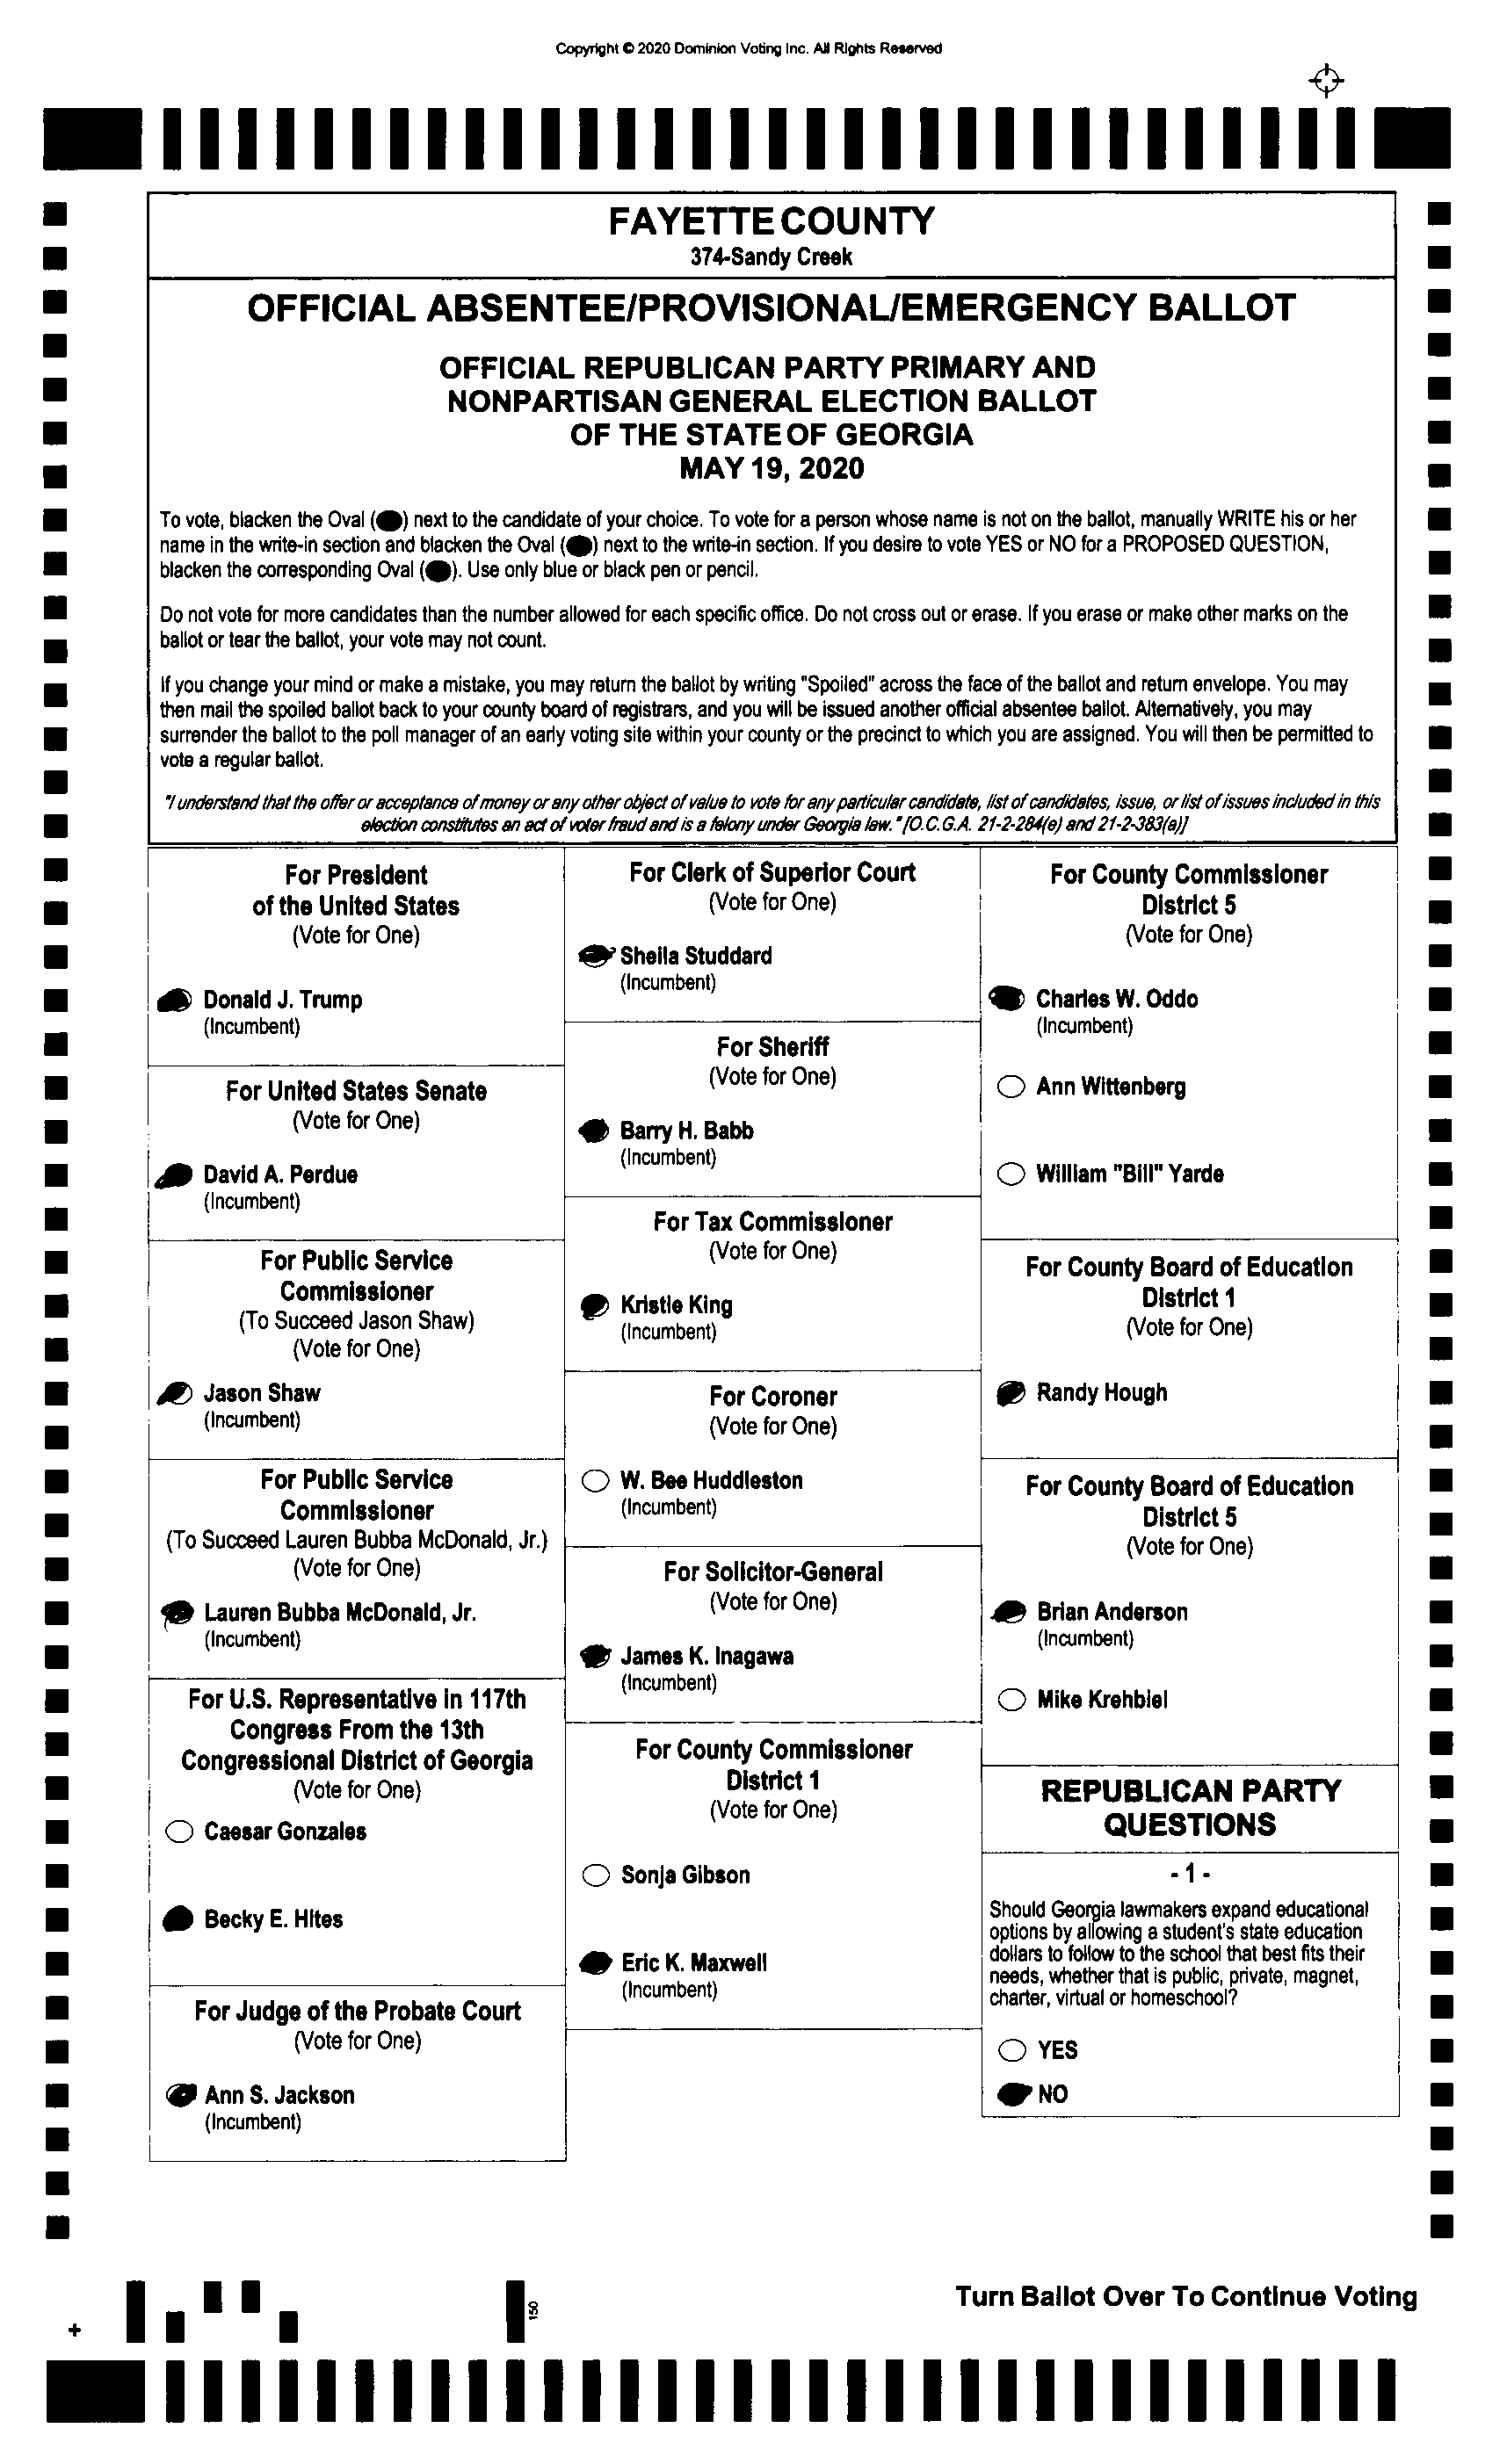 Copyright © 2020 Dominion Voting Inc. All Rights Reserved
FAYETTE COUNTY
374-Sandy Creek
OFFICIAL ABSENTEE/PROVISIONAL/EMERGENCY BALLOT
OFFICIAL REPUBLICAN PARTY PRIMARY AND
NONPARTISAN GENERAL ELECTION BALLOT
OF THE STATE OF GEORGIA
MAY 19, 2020
To vote, blacken the Oval ( ) next to the candidate of your choice. To vote for a person whose name is not on the ballot, manually WRITE his or her
name in the write-in section and blacken the Oval ( ) next to the write-in section. If you desire to vote YES or NO for a PROPOSED QUESTION,
blacken the corresponding Oval ( ). Use only blue or black pen or pencil.
Do not vote for more candidates than the number allowed for each specific office. Do not cross out or erase. If you erase or make other marks on the
ballot or tear the ballot, your vote may not count.
If you change your mind or make a mistake, you may return the ballot by writing "Spoiled" across the face of the ballot and return envelope. You may
then mail the spoiled ballot back to your county board of registrars, and you will be issued another official absentee ballot. Alternatively, you may
surrender the ballot to the poll manager of an early voting site within your county or the precinct to which you are assigned. You will then be permitted to
vote a regular ballot.
"I understand that the offer or acceptance of money or any other object of value to vote for any particular candidate, list of candidates, issue, or list of issues included in this
election constitutes an act of voter fraud and is a felony under Georgia law." [O.C.G.A. 21-2-284(e) and 21-2-383(a)]
For President
of the United States
(Vote for One)
Donald J. Trump
(Incumbent)
For United States Senate
(Vote for One)
David A. Perdue
(Incumbent)
For Public Service
Commissioner
(To Succeed Jason Shaw)
(Vote for One)
Jason Shaw
(Incumbent)
For Public Service
Commissioner
(To Succeed Lauren Bubba McDonald, Jr.)
(Vote for One)
Lauren Bubba McDonald, Jr.
(Incumbent)
For U.S. Representative in 117th
Congress From the 13th
Congressional District of Georgia
(Vote for One)
Caesar Gonzales
Becky E. Hites
For Judge of the Probate Court
(Vote for One)
Ann S. Jackson
(Incumbent)
For Clerk of Superior Court
(Vote for One)
Sheila Studdard
(Incumbent)
For Sheriff
(Vote for One)
Barry H. Babb
(Incumbent)
For Tax Commissioner
(Vote for One)
Kristie King
(Incumbent)
For Coroner
(Vote for One)
W. Bee Huddleston
(Incumbent)
For Solicitor-General
(Vote for One)
James K. Inagawa
(Incumbent)
For County Commissioner
District 1
(Vote for One)
Sonja Gibson
Eric K. Maxwell
(Incumbent)
For County Commissioner
District 5
(Vote for One)
Charles W. Oddo
(Incumbent)
Ann Wittenberg
William "Bill" Yarde
For County Board of Education
District 1
(Vote for One)
Randy Hough
For County Board of Education
District 5
(Vote for One)
Brian Anderson
(Incumbent)
Mike Krehbiel
REPUBLICAN PARTY
QUESTIONS
- 1 -
Should Georgia lawmakers expand educational
options by allowing a student's state education
dollars to follow to the school that best fits their
needs, whether that is public, private, magnet,
charter, virtual or homeschool?
YES
NO
150
Turn Ballot Over To Continue Voting